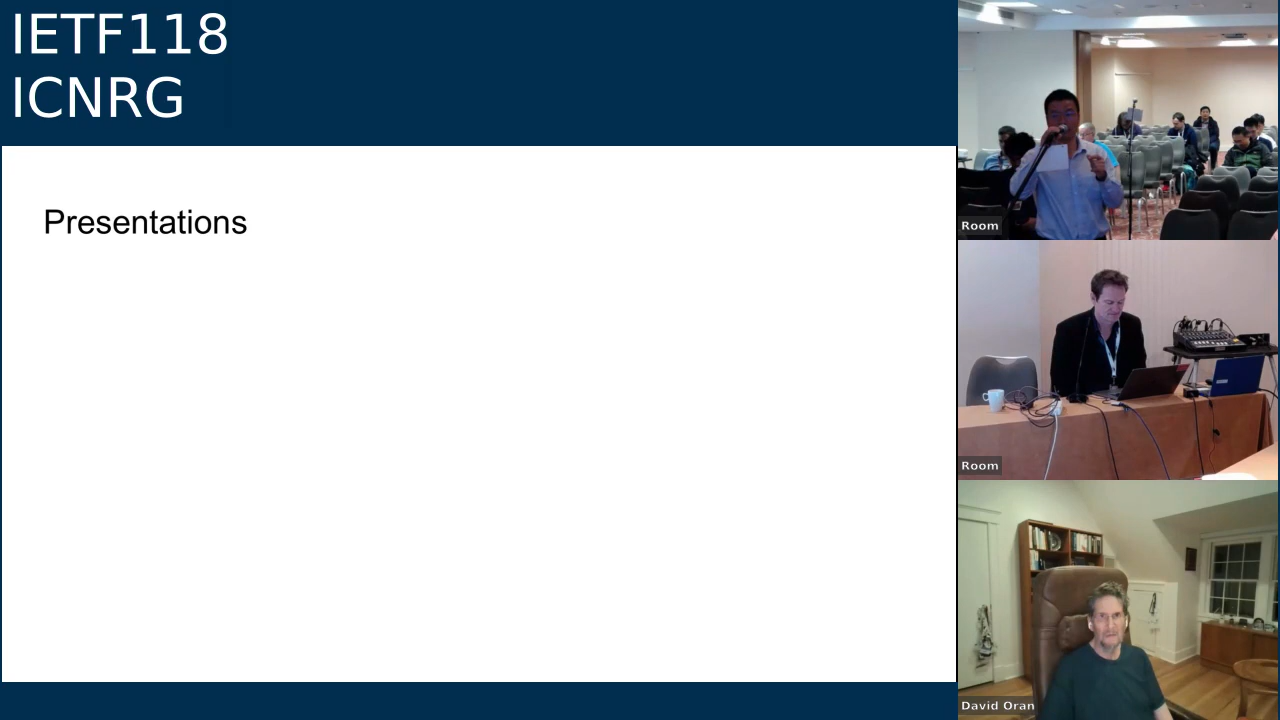 IETF118
ICNRG
Presentations
Room
Room
David Oran